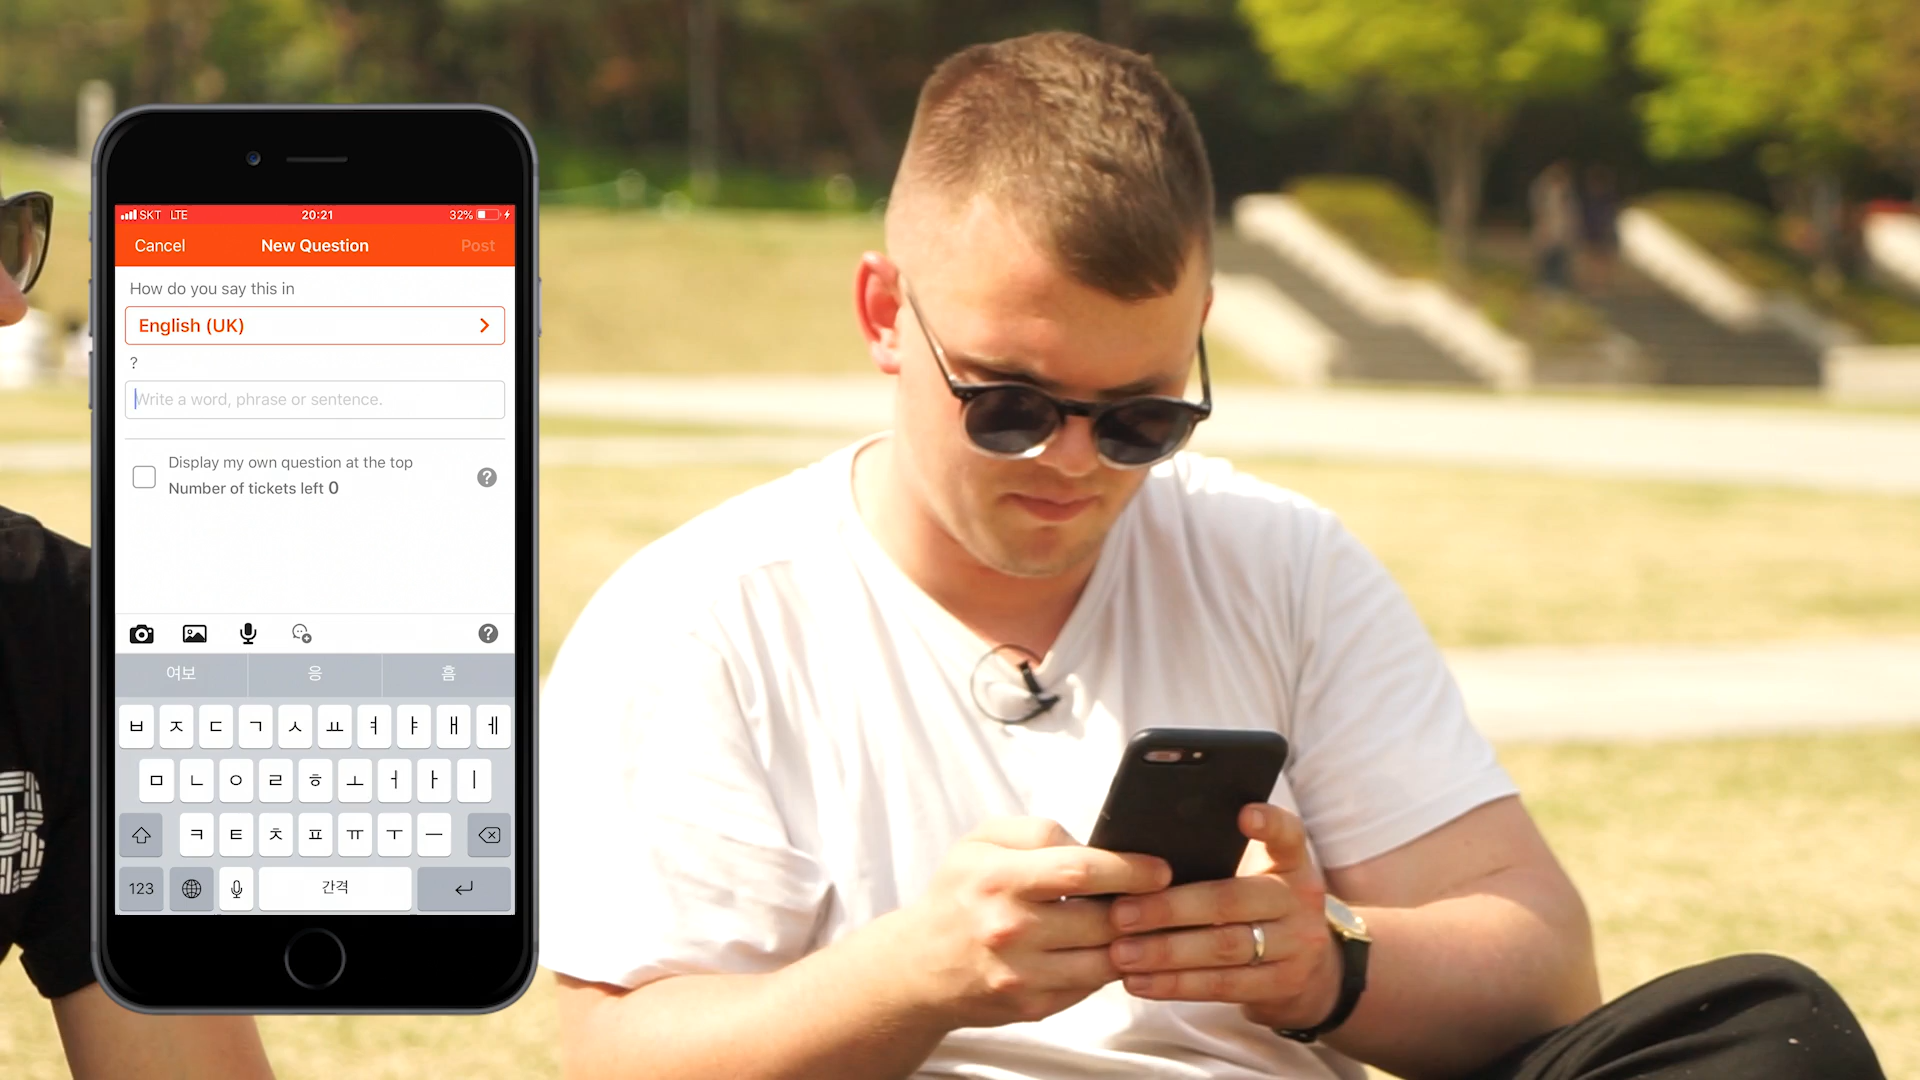 SKT LTE 20:21 32%
Cancel New Question Post
How do you say this in
English (UK)
?
Write a word, phrase or sentence.
Display my own question at the top
Number of tickets left 0
여보 응 흠
ㅂ ㅈ ㄷ ㄱ ㅅ ㅛ ㅕ ㅑ ㅐ ㅔ
ㅁ ㄴ ㅇ ㄹ ㅎ ㅗ ㅓ ㅏ ㅣ
ㅋ ㅌ ㅊ ㅍ ㅠ ㅜ ㅡ
123 간격